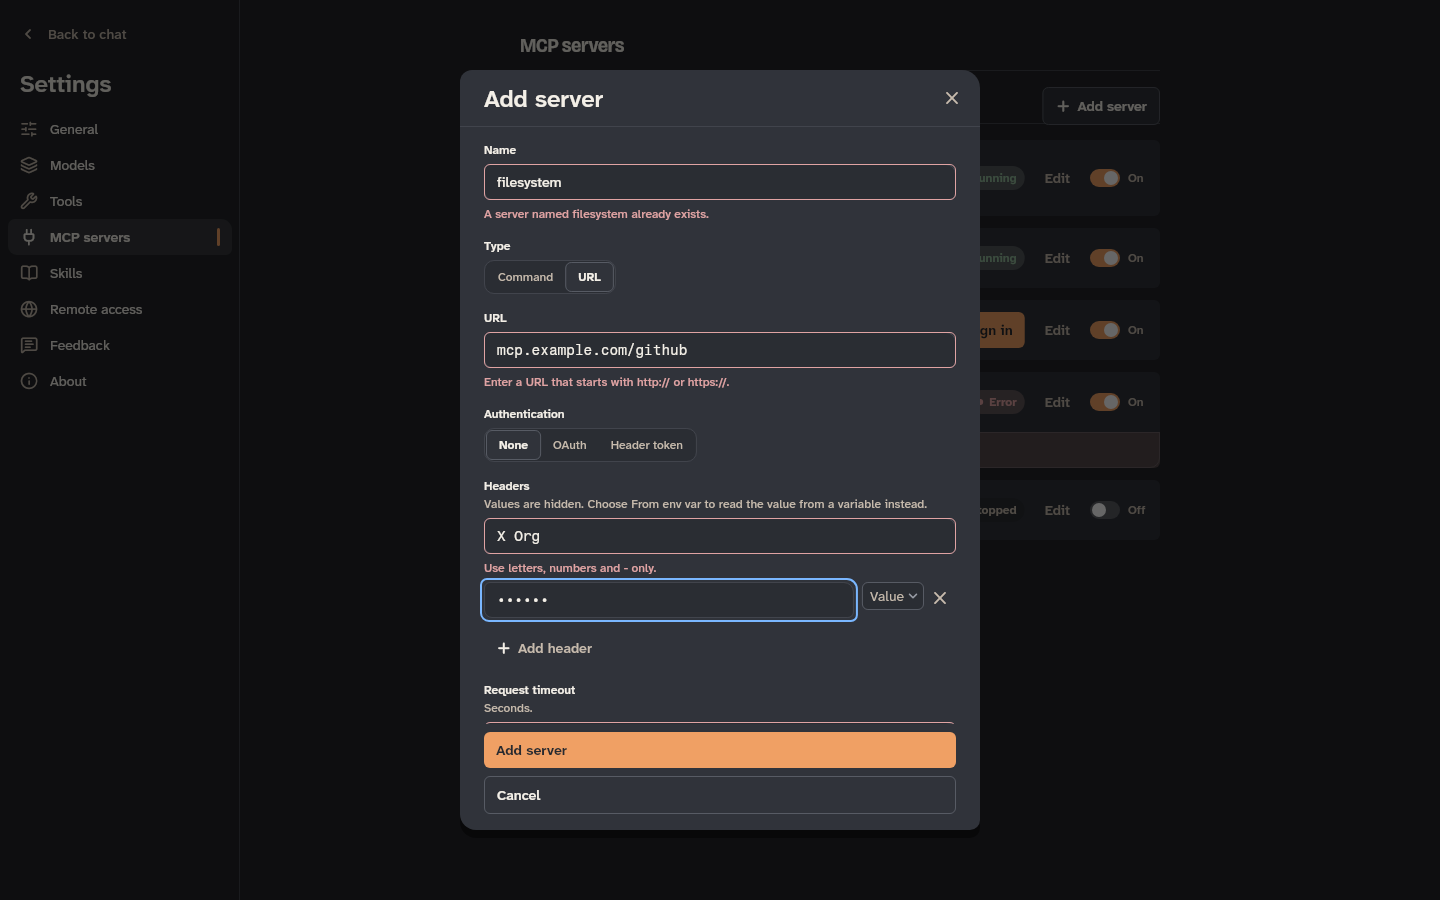 Back to chat
Settings
General
Models
Tools
MCP servers
Skills
Remote access
Feedback
About
MCP servers
Add server
Edit
On
Edit
On
Edit
On
Error
Edit
On
Edit
Off
Add server
Name
filesystem
A server named filesystem already exists.
Type
Command
URL
URL
mcp.example.com/github
Enter a URL that starts with http:// or https://.
Authentication
None
OAuth
Header token
Headers
Values are hidden. Choose From env var to read the value from a variable instead.
X Org
Use letters, numbers and - only.
••••••
Value
Add header
Request timeout
Seconds.
Add server
Cancel